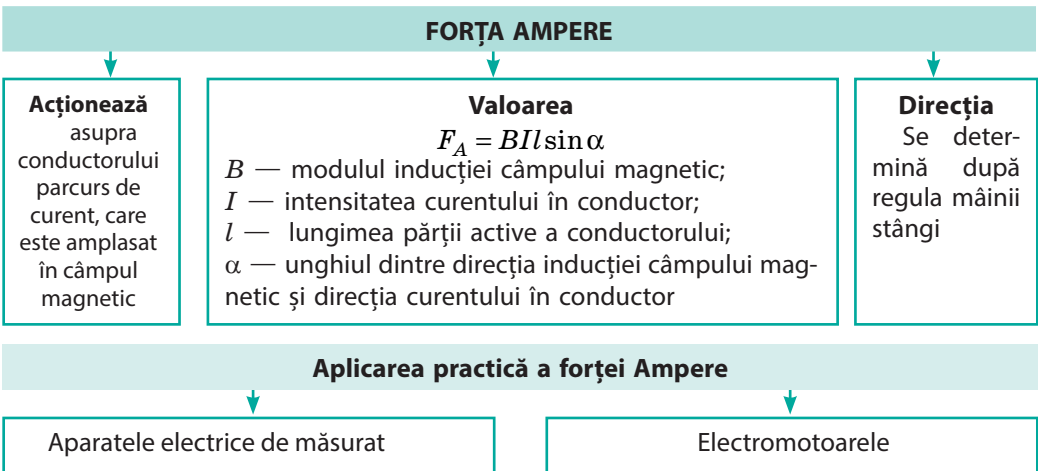 FORȚA AMPERE
Acționează
asupra
conductorului
parcurs de
curent, care
este amplasat
în câmpul
magnetic
Valoarea
F_A = BIl sin α
B — modulul inducției câmpului magnetic;
I — intensitatea curentului în conductor;
l — lungimea părții active a conductorului;
α — unghiul dintre direcția inducției câmpului mag-
netic și direcția curentului în conductor
Direcția
Se deter-
mină după
regula mâinii
stângi
Aplicarea practică a forței Ampere
Aparatele electrice de măsurat
Electromotoarele